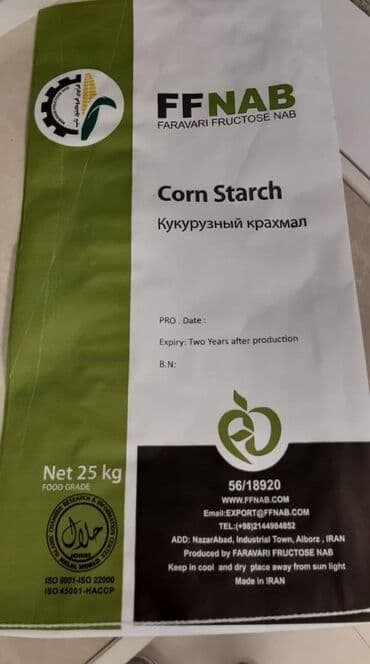 FFNAB
FARAVARI FRUCTOSE NAB
Corn Starch
Кукурузный крахмал
PRO . Date :
Expiry: Two Years after production
B.N:
Net 25 kg
FOOD GRADE
حلال
HALAL WORLD
ISO 9001-ISO 22000
ISO 45001-HACCP
56/18920
WWW.FFNAB.COM
Email:EXPORT@FFNAB.COM
TEL:(+98)2144984852
ADD: NazarAbad, Industrial Town, Alborz , IRAN
Produced by FARAVARI FRUCTOSE NAB
Keep in cool and dry place away from sun light
Made in IRAN